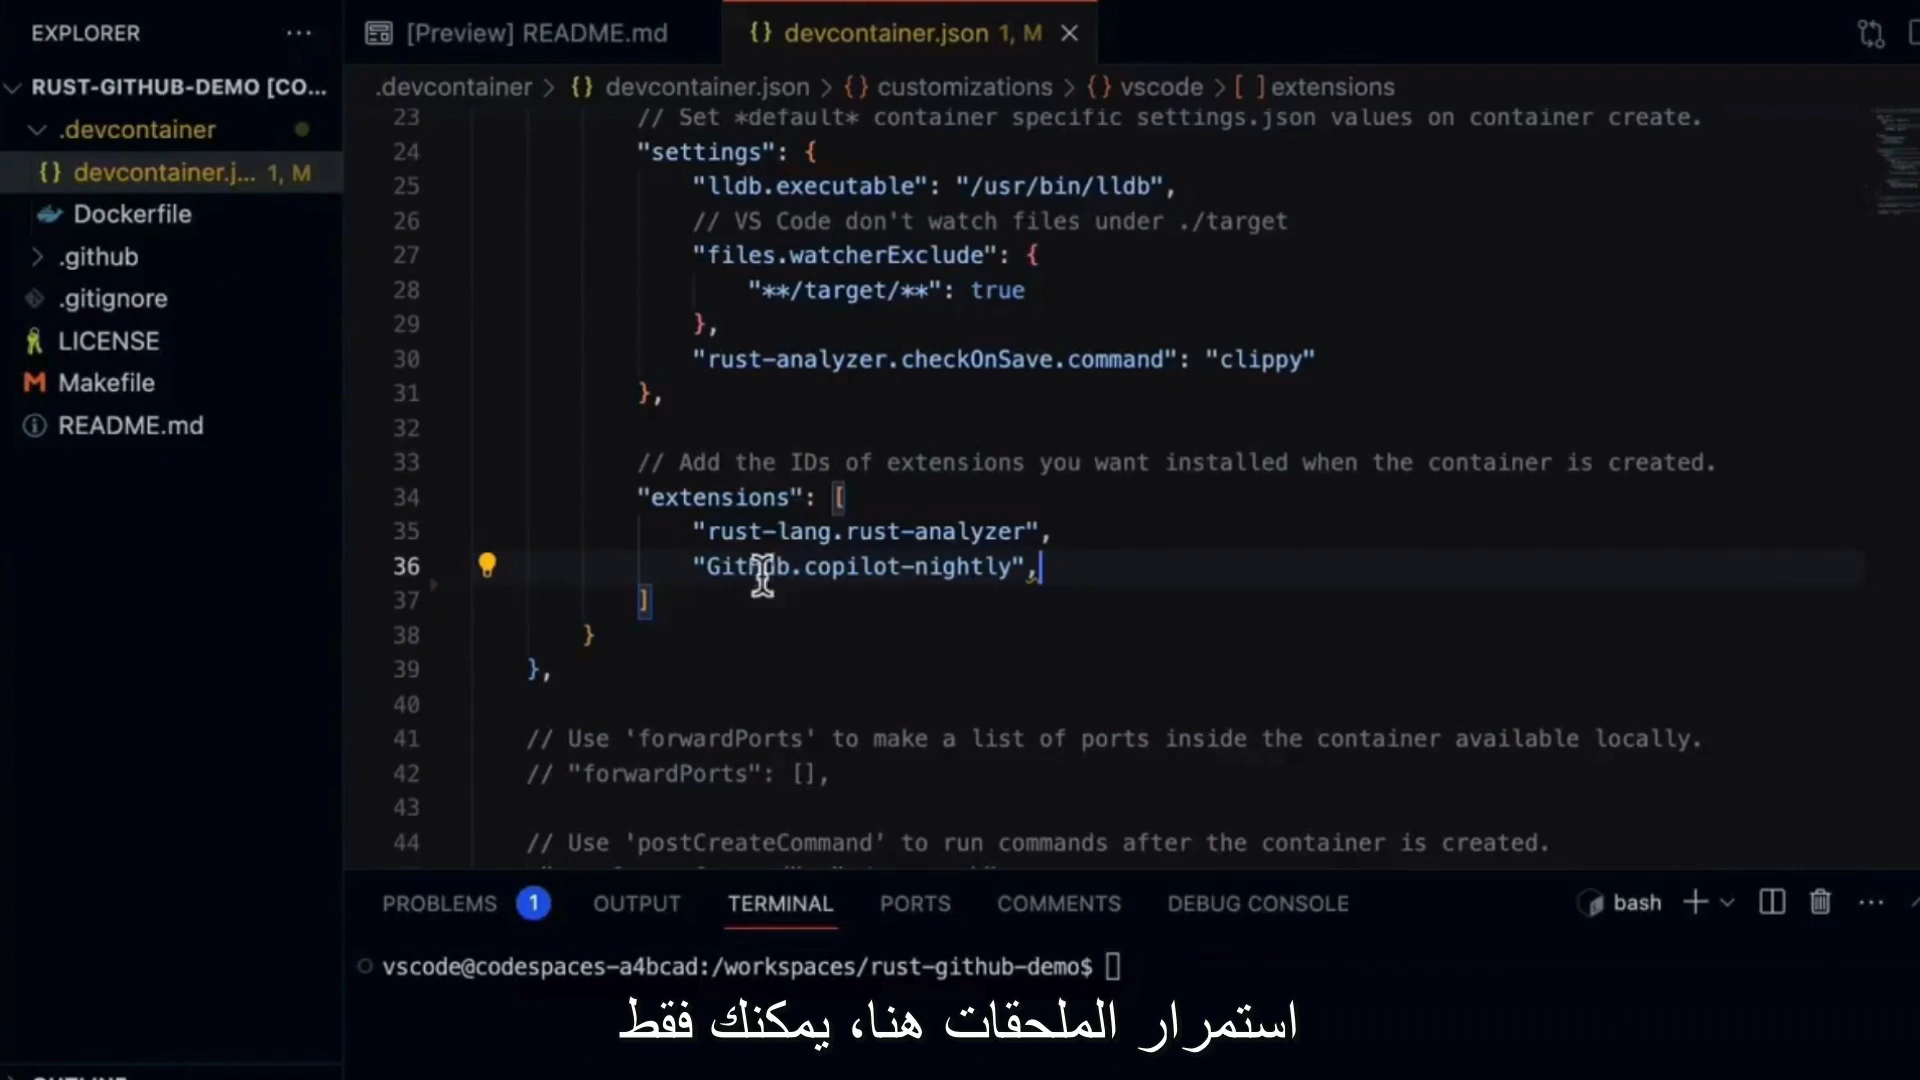 EXPLORER
RUST-GITHUB-DEMO [CO...
.devcontainer
devcontainer.j... 1, M
Dockerfile
.github
.gitignore
LICENSE
Makefile
README.md
[Preview] README.md
devcontainer.json 1, M
.devcontainer > {} devcontainer.json > {} customizations > {} vscode > [ ] extensions
23 // Set *default* container specific settings.json values on container create.
24 "settings": {
25 "lldb.executable": "/usr/bin/lldb",
26 // VS Code don't watch files under ./target
27 "files.watcherExclude": {
28 "**/target/**": true
29 },
30 "rust-analyzer.checkOnSave.command": "clippy"
31 },
32
33 // Add the IDs of extensions you want installed when the container is created.
34 "extensions": [
35 "rust-lang.rust-analyzer",
36 "Github.copilot-nightly",
37 ]
38 }
39 },
40
41 // Use 'forwardPorts' to make a list of ports inside the container available locally.
42 // "forwardPorts": [],
43
44 // Use 'postCreateCommand' to run commands after the container is created.
PROBLEMS 1 OUTPUT TERMINAL PORTS COMMENTS DEBUG CONSOLE
bash
vscode@codespaces-a4bcad:/workspaces/rust-github-demo$
استمرار الملحقات هنا، يمكنك فقط